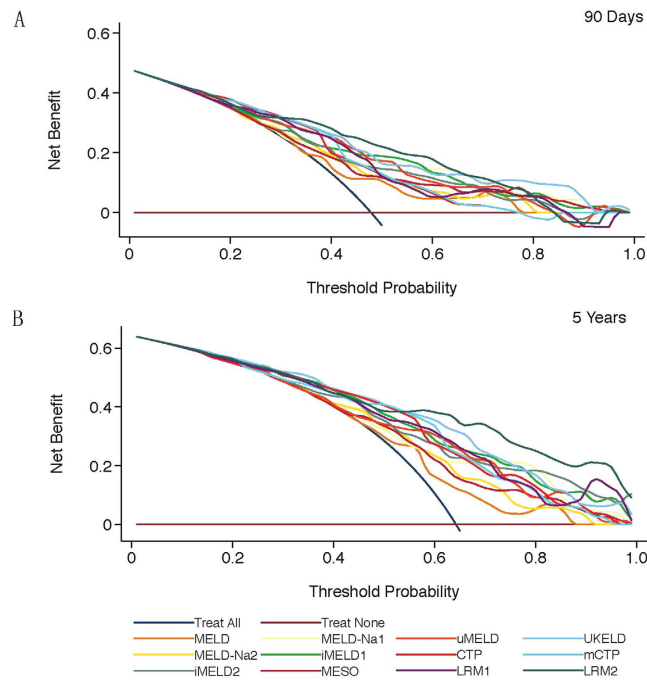 A
90 Days
0.6
0.4
0.2
0
Net Benefit
0 0.2 0.4 0.6 0.8 1.0
Threshold Probability
B
5 Years
0.6
0.4
0.2
0
Net Benefit
0 0.2 0.4 0.6 0.8 1.0
Threshold Probability
Treat All Treat None
MELD MELD-Na1 uMELD UKELD
MELD-Na2 iMELD1 CTP mCTP
iMELD2 MESO LRM1 LRM2